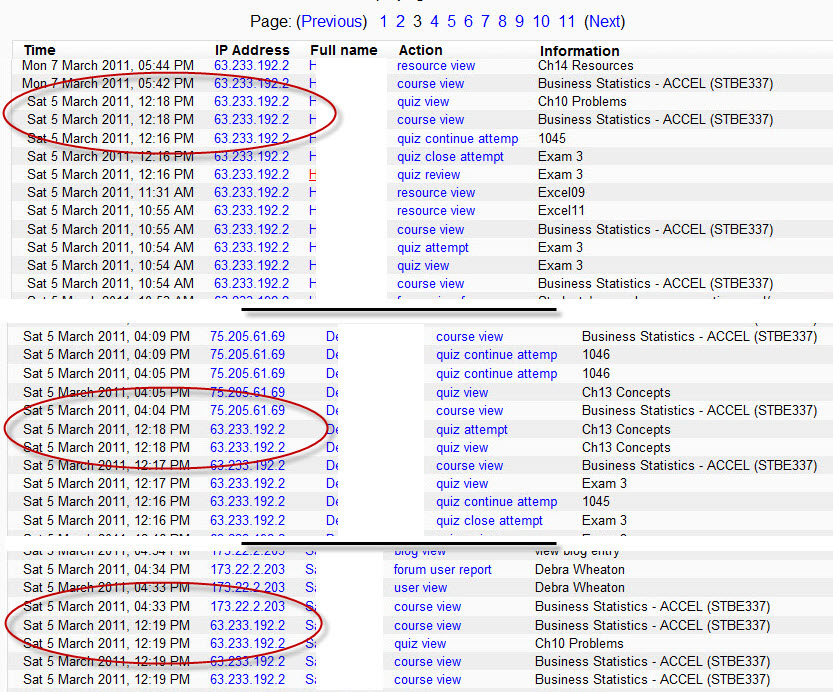 Page: (Previous) 1 2 3 4 5 6 7 8 9 10 11 (Next)
Time IP Address Full name Action Information
Mon 7 March 2011, 05:44 PM 63.233.192.2 H resource view Ch14 Resources
Mon 7 March 2011, 05:42 PM 63.233.192.2 H course view Business Statistics - ACCEL (STBE337)
Sat 5 March 2011, 12:18 PM 63.233.192.2 H quiz view Ch10 Problems
Sat 5 March 2011, 12:18 PM 63.233.192.2 H course view Business Statistics - ACCEL (STBE337)
Sat 5 March 2011, 12:16 PM 63.233.192.2 H quiz continue attemp 1045
Sat 5 March 2011, 12:16 PM 63.233.192.2 H quiz close attempt Exam 3
Sat 5 March 2011, 12:16 PM 63.233.192.2 H quiz review Exam 3
Sat 5 March 2011, 11:31 AM 63.233.192.2 H resource view Excel09
Sat 5 March 2011, 10:55 AM 63.233.192.2 H resource view Excel11
Sat 5 March 2011, 10:55 AM 63.233.192.2 H course view Business Statistics - ACCEL (STBE337)
Sat 5 March 2011, 10:54 AM 63.233.192.2 H quiz attempt Exam 3
Sat 5 March 2011, 10:54 AM 63.233.192.2 H quiz view Exam 3
Sat 5 March 2011, 10:54 AM 63.233.192.2 H course view Business Statistics - ACCEL (STBE337)
Sat 5 March 2011, 04:09 PM 75.205.61.69 De course view Business Statistics - ACCEL (STBE337)
Sat 5 March 2011, 04:09 PM 75.205.61.69 De quiz continue attemp 1046
Sat 5 March 2011, 04:05 PM 75.205.61.69 De quiz continue attemp 1046
Sat 5 March 2011, 04:05 PM 75.205.61.69 De quiz view Ch13 Concepts
Sat 5 March 2011, 04:04 PM 75.205.61.69 De course view Business Statistics - ACCEL (STBE337)
Sat 5 March 2011, 12:18 PM 63.233.192.2 De quiz attempt Ch13 Concepts
Sat 5 March 2011, 12:18 PM 63.233.192.2 De quiz view Ch13 Concepts
Sat 5 March 2011, 12:17 PM 63.233.192.2 De course view Business Statistics - ACCEL (STBE337)
Sat 5 March 2011, 12:17 PM 63.233.192.2 De quiz view Exam 3
Sat 5 March 2011, 12:16 PM 63.233.192.2 De quiz continue attemp 1045
Sat 5 March 2011, 12:16 PM 63.233.192.2 De quiz close attempt Exam 3
Sat 5 March 2011, 04:34 PM 173.22.2.203 Sa blog view view blog entry
Sat 5 March 2011, 04:34 PM 173.22.2.203 Sa forum user report Debra Wheaton
Sat 5 March 2011, 04:33 PM 173.22.2.203 Sa user view Debra Wheaton
Sat 5 March 2011, 04:33 PM 173.22.2.203 Sa course view Business Statistics - ACCEL (STBE337)
Sat 5 March 2011, 12:19 PM 63.233.192.2 Sa course view Business Statistics - ACCEL (STBE337)
Sat 5 March 2011, 12:19 PM 63.233.192.2 Sa quiz view Ch10 Problems
Sat 5 March 2011, 12:19 PM 63.233.192.2 Sa course view Business Statistics - ACCEL (STBE337)
Sat 5 March 2011, 12:19 PM 63.233.192.2 Sa course view Business Statistics - ACCEL (STBE337)